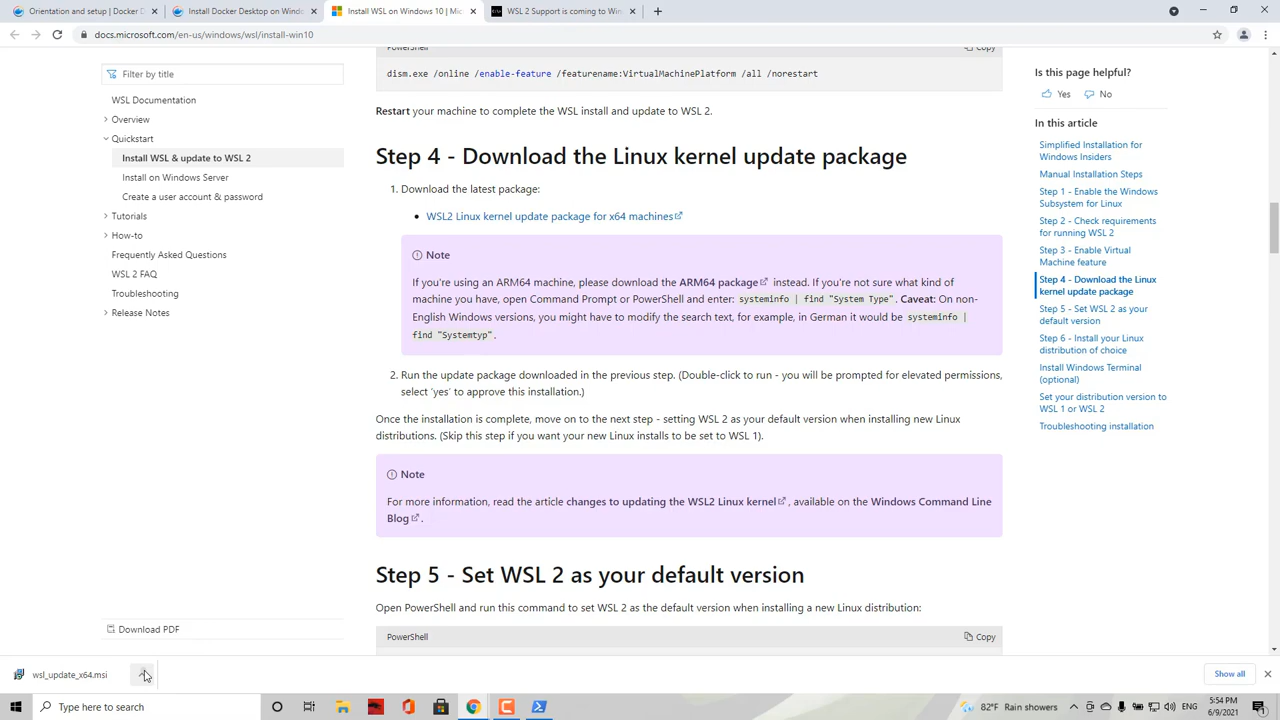 Orientation and setup | Docker D
Install Docker Desktop on Windo
Install WSL on Windows 10 | Mic
WSL 2 Support is coming to Win
docs.microsoft.com/en-us/windows/wsl/install-win10
Filter by title
WSL Documentation
Overview
Quickstart
Install WSL & update to WSL 2
Install on Windows Server
Create a user account & password
Tutorials
How-to
Frequently Asked Questions
WSL 2 FAQ
Troubleshooting
Release Notes
Download PDF
PowerShell
Copy
dism.exe /online /enable-feature /featurename:VirtualMachinePlatform /all /norestart
Restart your machine to complete the WSL install and update to WSL 2.
Step 4 - Download the Linux kernel update package
1. Download the latest package:
• WSL2 Linux kernel update package for x64 machines
Note
If you're using an ARM64 machine, please download the ARM64 package instead. If you're not sure what kind of
machine you have, open Command Prompt or PowerShell and enter: systeminfo | find "System Type". Caveat: On non-
English Windows versions, you might have to modify the search text, for example, in German it would be systeminfo |
find "Systemtyp".
2. Run the update package downloaded in the previous step. (Double-click to run - you will be prompted for elevated permissions,
select 'yes' to approve this installation.)
Once the installation is complete, move on to the next step - setting WSL 2 as your default version when installing new Linux
distributions. (Skip this step if you want your new Linux installs to be set to WSL 1).
Note
For more information, read the article changes to updating the WSL2 Linux kernel, available on the Windows Command Line
Blog.
Step 5 - Set WSL 2 as your default version
Open PowerShell and run this command to set WSL 2 as the default version when installing a new Linux distribution:
PowerShell
Copy
Is this page helpful?
Yes
No
In this article
Simplified Installation for
Windows Insiders
Manual Installation Steps
Step 1 - Enable the Windows
Subsystem for Linux
Step 2 - Check requirements
for running WSL 2
Step 3 - Enable Virtual
Machine feature
Step 4 - Download the Linux
kernel update package
Step 5 - Set WSL 2 as your
default version
Step 6 - Install your Linux
distribution of choice
Install Windows Terminal
(optional)
Set your distribution version to
WSL 1 or WSL 2
Troubleshooting installation
wsl_update_x64.msi
Show all
Type here to search
82°F Rain showers
ENG
5:54 PM
6/9/2021